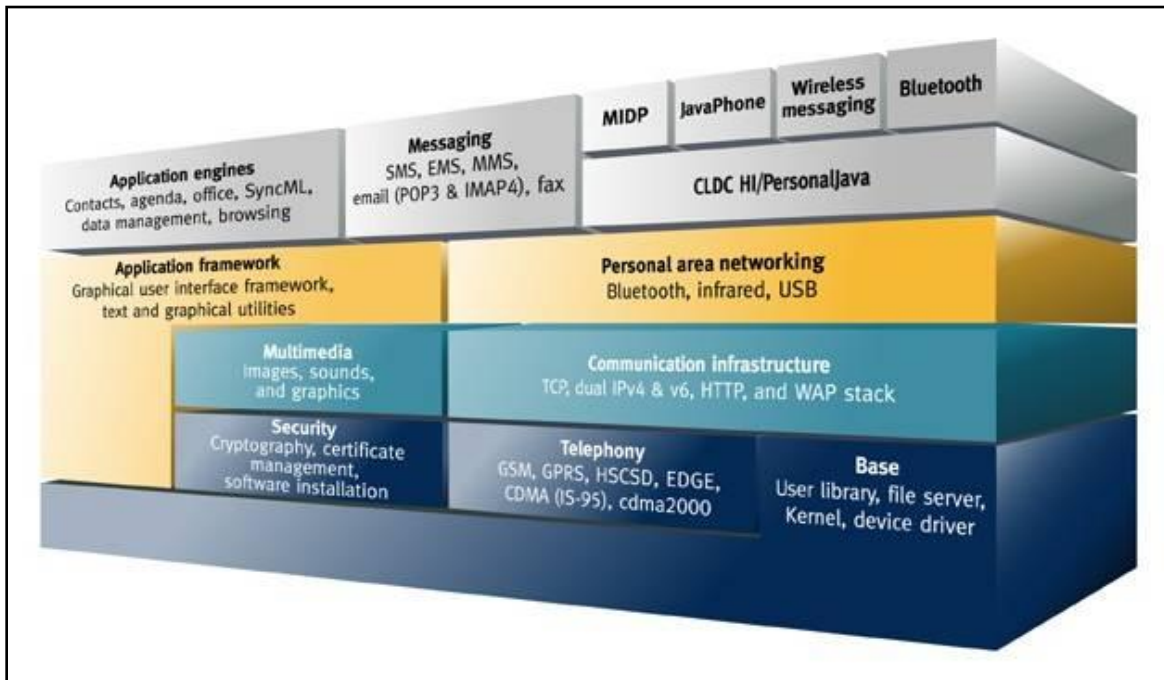 MIDP
JavaPhone
Wireless
messaging
Bluetooth
Application engines
Contacts, agenda, office, SyncML,
data management, browsing
Messaging
SMS, EMS, MMS,
email (POP3 & IMAP4), fax
CLDC HI/PersonalJava
Application framework
Graphical user interface framework,
text and graphical utilities
Personal area networking
Bluetooth, infrared, USB
Multimedia
Images, sounds,
and graphics
Communication infrastructure
TCP, dual IPv4 & v6, HTTP, and WAP stack
Security
Cryptography, certificate
management,
software installation
Telephony
GSM, GPRS, HSCSD, EDGE,
CDMA (IS-95), cdma2000
Base
User library, file server,
Kernel, device driver